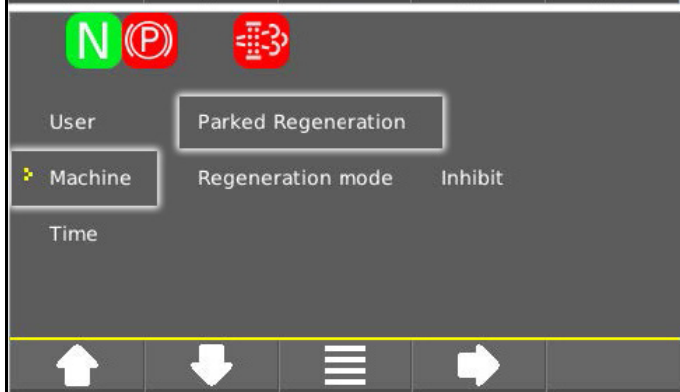 N (P)
User Parked Regeneration
Machine Regeneration mode Inhibit
Time